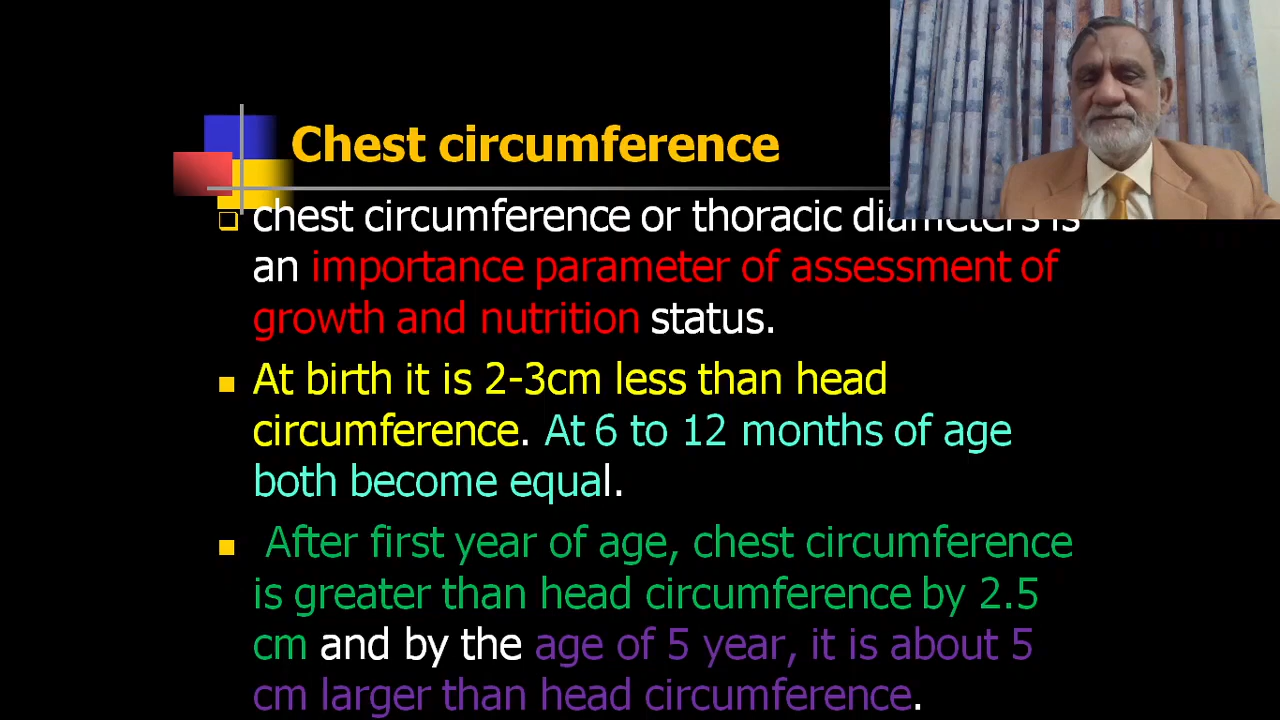 Chest circumference
chest circumference or thoracic diameters is
an importance parameter of assessment of
growth and nutrition status.
At birth it is 2-3cm less than head
circumference. At 6 to 12 months of age
both become equal.
After first year of age, chest circumference
is greater than head circumference by 2.5
cm and by the age of 5 year, it is about 5
cm larger than head circumference.